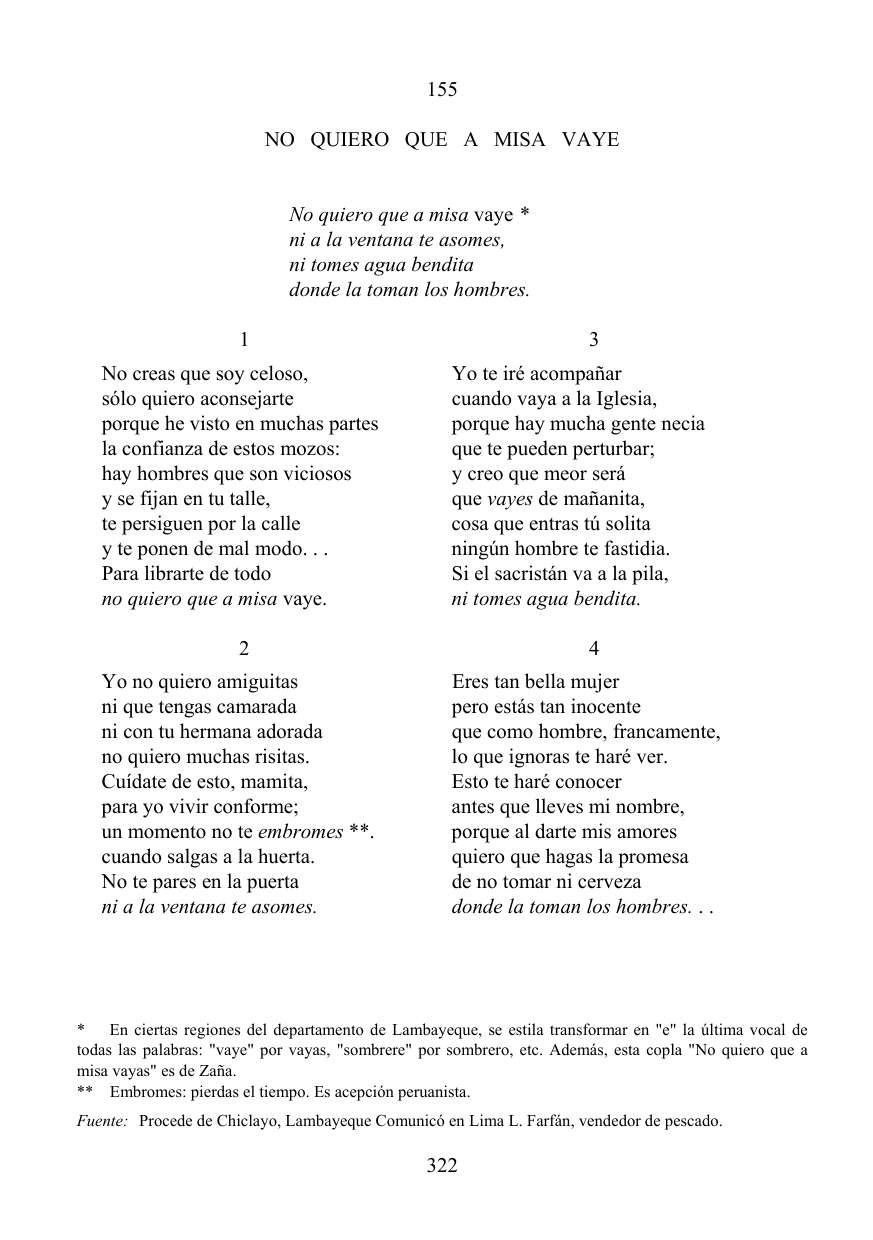 155
NO QUIERO QUE A MISA VAYE
No quiero que a misa vaye *
ni a la ventana te asomes,
ni tomes agua bendita
donde la toman los hombres.
1
No creas que soy celoso,
sólo quiero aconsejarte
porque he visto en muchas partes
la confianza de estos mozos:
hay hombres que son viciosos
y se fijan en tu talle,
te persiguen por la calle
y te ponen de mal modo. . .
Para librarte de todo
no quiero que a misa vaye.
2
Yo no quiero amiguitas
ni que tengas camarada
ni con tu hermana adorada
no quiero muchas risitas.
Cuídate de esto, mamita,
para yo vivir conforme;
un momento no te embromes **.
cuando salgas a la huerta.
No te pares en la puerta
ni a la ventana te asomes.
3
Yo te iré acompañar
cuando vaya a la Iglesia,
porque hay mucha gente necia
que te pueden perturbar;
y creo que meor será
que vayes de mañanita,
cosa que entras tú solita
ningún hombre te fastidia.
Si el sacristán va a la pila,
ni tomes agua bendita.
4
Eres tan bella mujer
pero estás tan inocente
que como hombre, francamente,
lo que ignoras te haré ver.
Esto te haré conocer
antes que lleves mi nombre,
porque al darte mis amores
quiero que hagas la promesa
de no tomar ni cerveza
donde la toman los hombres. . .
* En ciertas regiones del departamento de Lambayeque, se estila transformar en "e" la última vocal de
todas las palabras: "vaye" por vayas, "sombrere" por sombrero, etc. Además, esta copla "No quiero que a
misa vayas" es de Zaña.
** Embromes: pierdas el tiempo. Es acepción peruanista.
Fuente: Procede de Chiclayo, Lambayeque Comunicó en Lima L. Farfán, vendedor de pescado.
322